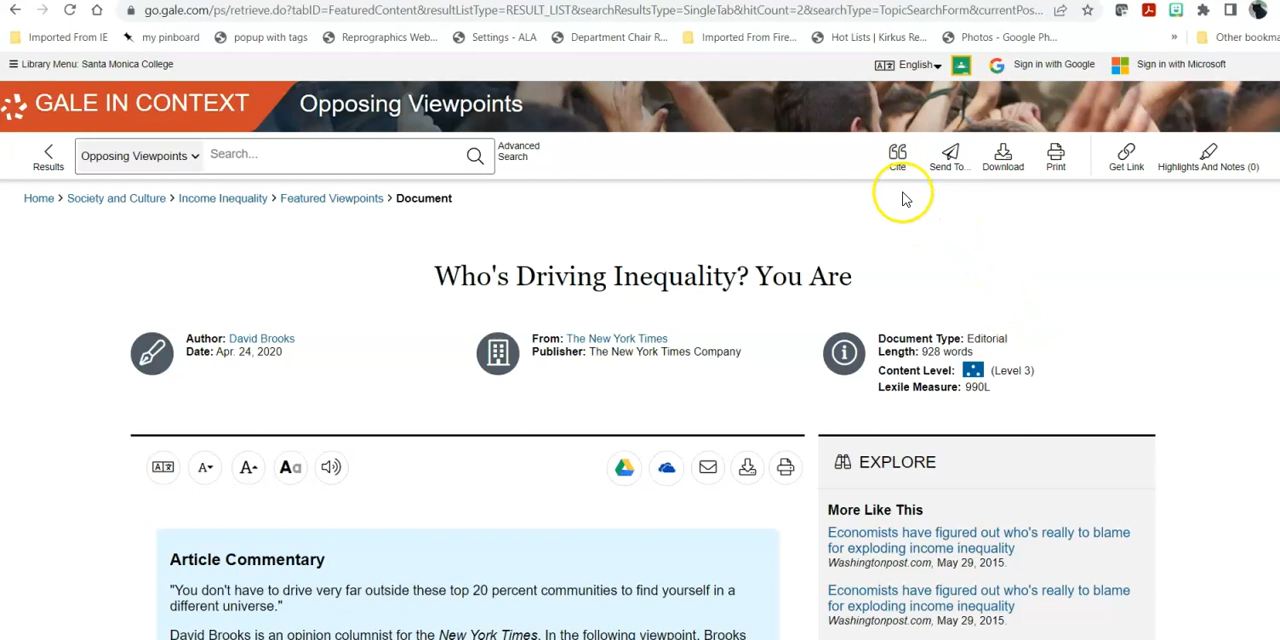 go.gale.com/ps/retrieve.do?tabID=FeaturedContent&resultListType=RESULT_LIST&searchResultsType=SingleTab&hitCount=2&searchType=TopicSearchForm&currentPos...
Imported From IE my pinboard popup with tags Reprographics Web... Settings - ALA Department Chair R... Imported From Fire... Hot Lists | Kirkus Re... Photos - Google Ph... » Other bookma
Library Menu: Santa Monica College English Sign in with Google Sign in with Microsoft
GALE IN CONTEXT Opposing Viewpoints
Results Opposing Viewpoints Search... Advanced
Search
Cite Send To... Download Print Get Link Highlights And Notes (0)
Home > Society and Culture > Income Inequality > Featured Viewpoints > Document
Who's Driving Inequality? You Are
Author: David Brooks
Date: Apr. 24, 2020
From: The New York Times
Publisher: The New York Times Company
Document Type: Editorial
Length: 928 words
Content Level: (Level 3)
Lexile Measure: 990L
A A Aa
EXPLORE
More Like This
Economists have figured out who's really to blame
for exploding income inequality
Washingtonpost.com, May 29, 2015.
Economists have figured out who's really to blame
for exploding income inequality
Washingtonpost.com, May 29, 2015.
Article Commentary
"You don't have to drive very far outside these top 20 percent communities to find yourself in a
different universe."
David Brooks is an opinion columnist for the New York Times. In the following viewpoint, Brooks